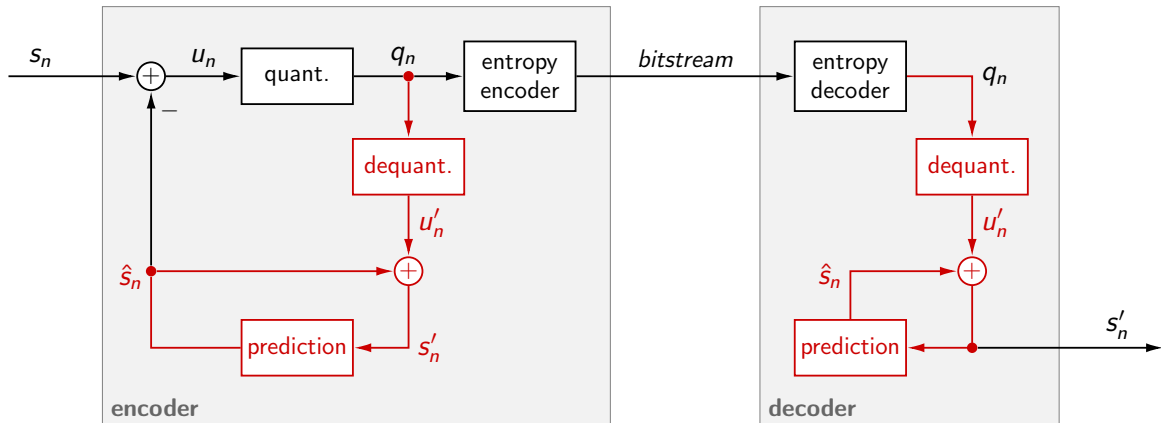 s_n
u_n
quant.
q_n
entropy
encoder
bitstream
entropy
decoder
q_n
−
dequant.
dequant.
u′_n
u′_n
ŝ_n
+
+
+
ŝ_n
prediction
s′_n
prediction
s′_n
encoder
decoder